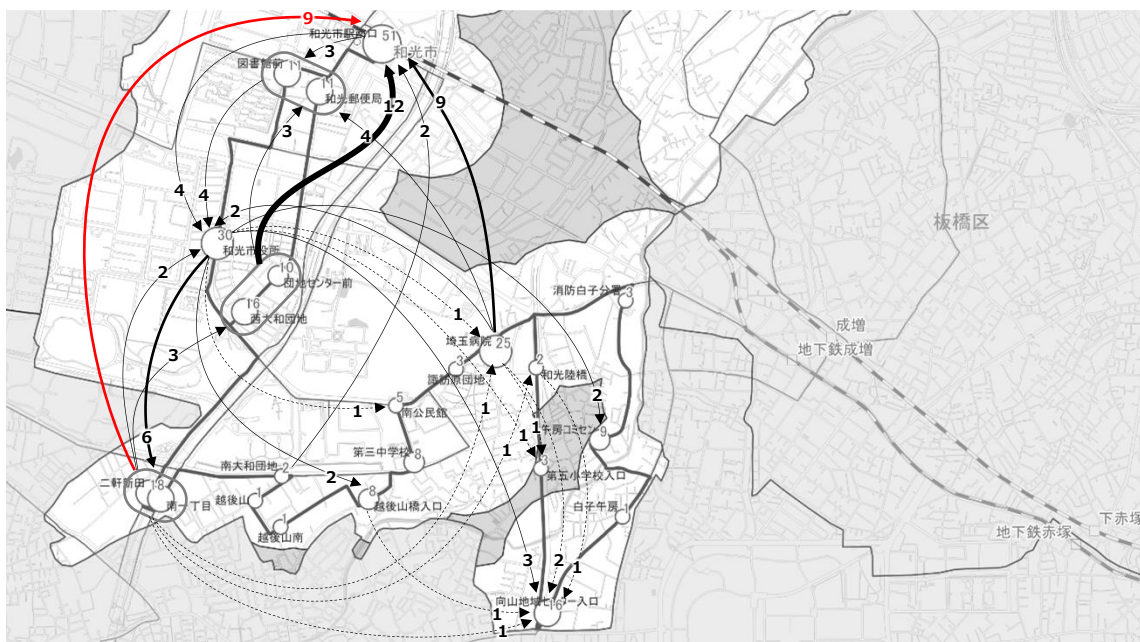 9
和光市駅南口
51
和光市
3
図書館前
11
11
和光郵便局
12
9
3
4
2
4
4
2
30
和光市役所
2
10
団地センター前
16
西大和団地
3
1
消防白子分署
3
埼玉病院
25
3
諏訪原団地
2
和光陸橋
5
南公民館
1
1
1
1
1
2
9
6
第三中学校
8
南大和団地
2
2
8
越後山橋入口
3
第五小学校入口
二軒新田
18
南一丁目
越後山
1
1
越後山南
白子午房
1
3
2
1
向山地域センター入口
16
1
1
板橋区
成増
地下鉄成増
地下鉄赤塚
下赤塚